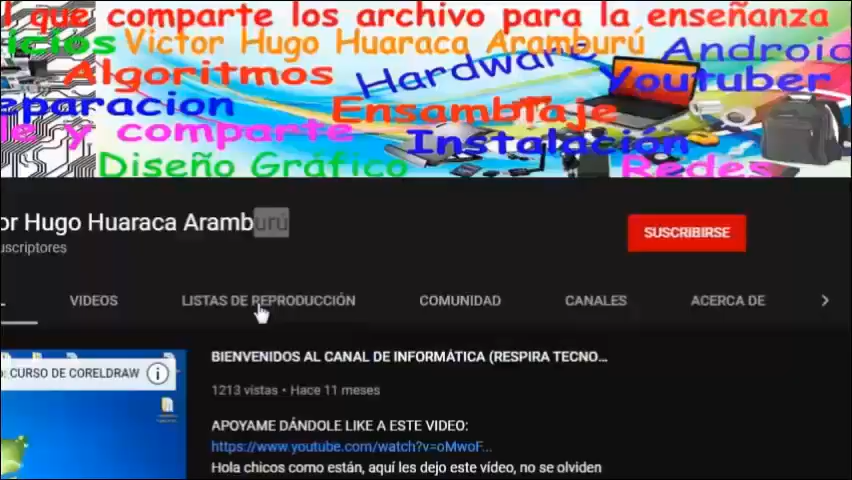 l que comparte los archivo para la enseñanza
icios Victor Hugo Huaraca Aramburú Android
Algoritmos Hardware Youtuber
eparacion Ensamblaje
le y comparte Instalación
Diseño Gráfico Redes
or Hugo Huaraca Aramburú
uscriptores
SUSCRIBIRSE
L VIDEOS LISTAS DE REPRODUCCIÓN COMUNIDAD CANALES ACERCA DE
BIENVENIDOS AL CANAL DE INFORMÁTICA (RESPIRA TECNO...
: CURSO DE CORELDRAW
1213 vistas • Hace 11 meses
APOYAME DÁNDOLE LIKE A ESTE VIDEO:
https://www.youtube.com/watch?v=oMwoF...
Hola chicos como están, aquí les dejo este vídeo, no se olviden